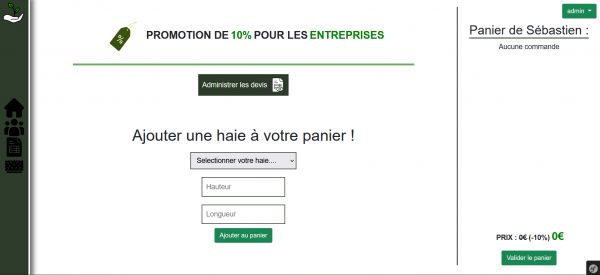 admin
PROMOTION DE 10% POUR LES ENTREPRISES
Administrer les devis
Ajouter une haie à votre panier !
Selectionner votre haie....
Hauteur
Longueur
Ajouter au panier
Panier de Sébastien :
Aucune commande
PRIX : 0€ (-10%) 0€
Valider le panier